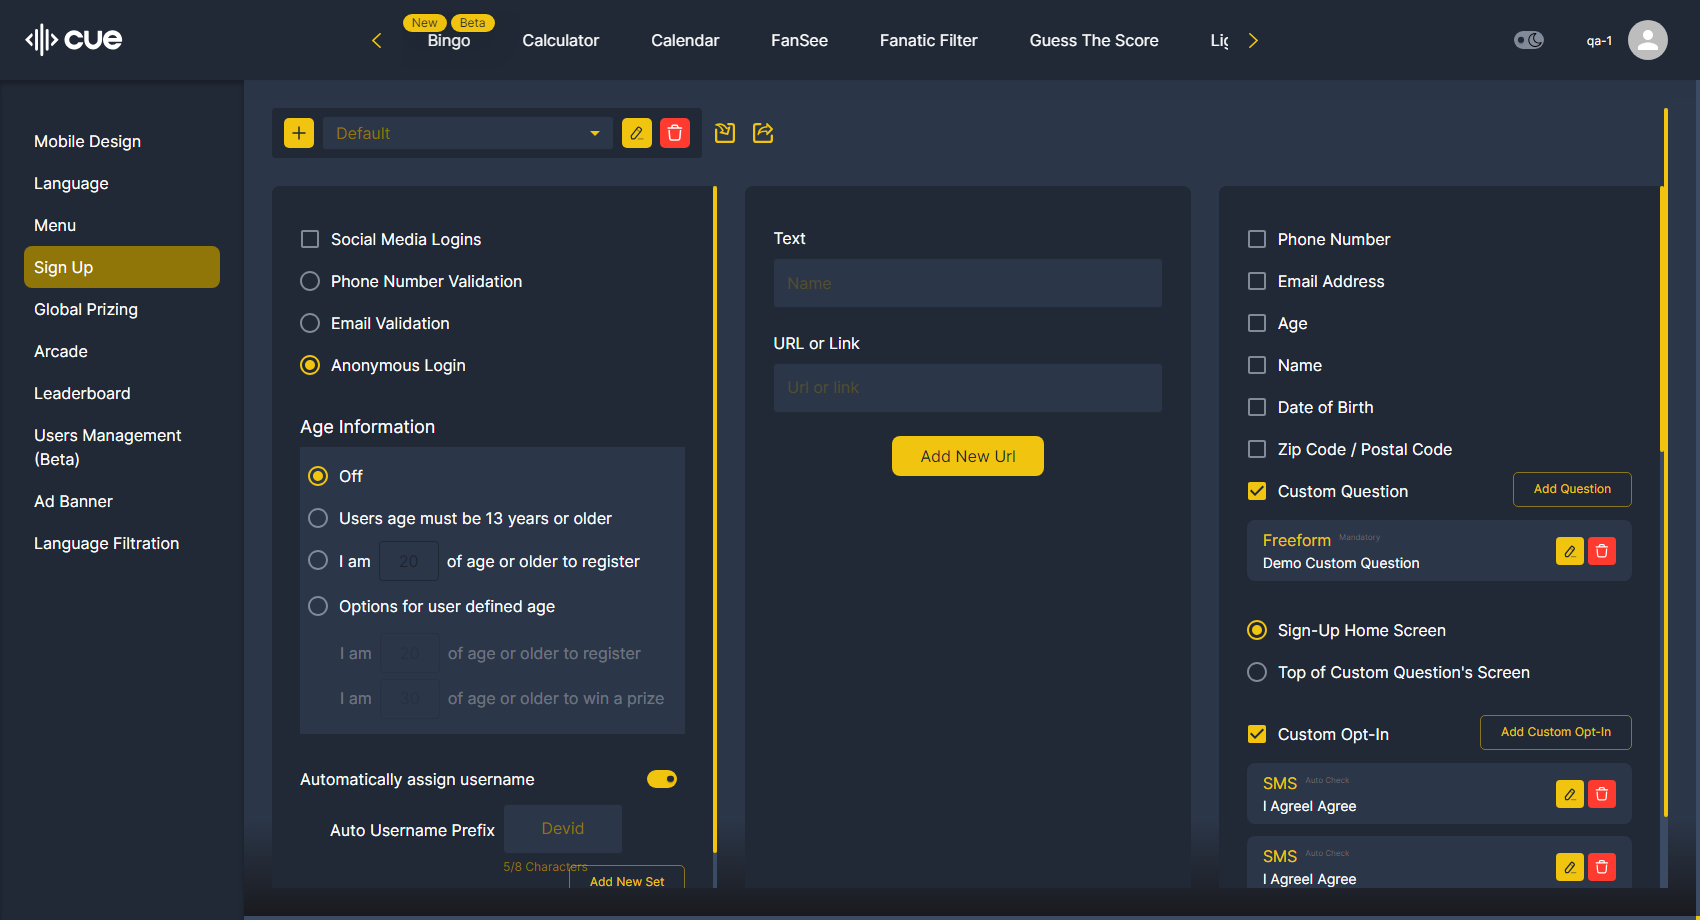 cue
New
Beta
Bingo
Calculator
Calendar
FanSee
Fanatic Filter
Guess The Score
qa-1
Mobile Design
Language
Menu
Sign Up
Global Prizing
Arcade
Leaderboard
Users Management
(Beta)
Ad Banner
Language Filtration
Default
Social Media Logins
Phone Number Validation
Email Validation
Anonymous Login
Age Information
Off
Users age must be 13 years or older
I am 20 of age or older to register
Options for user defined age
I am 20 of age or older to register
I am 30 of age or older to win a prize
Automatically assign username
Auto Username Prefix Devid
5/8 Characters
Add New Set
Text
Name
URL or Link
Url or link
Add New Url
Phone Number
Email Address
Age
Name
Date of Birth
Zip Code / Postal Code
Custom Question
Add Question
Freeform Mandatory
Demo Custom Question
Sign-Up Home Screen
Top of Custom Question's Screen
Custom Opt-In
Add Custom Opt-In
SMS Auto Check
I AgreeI Agree
SMS Auto Check
I AgreeI Agree